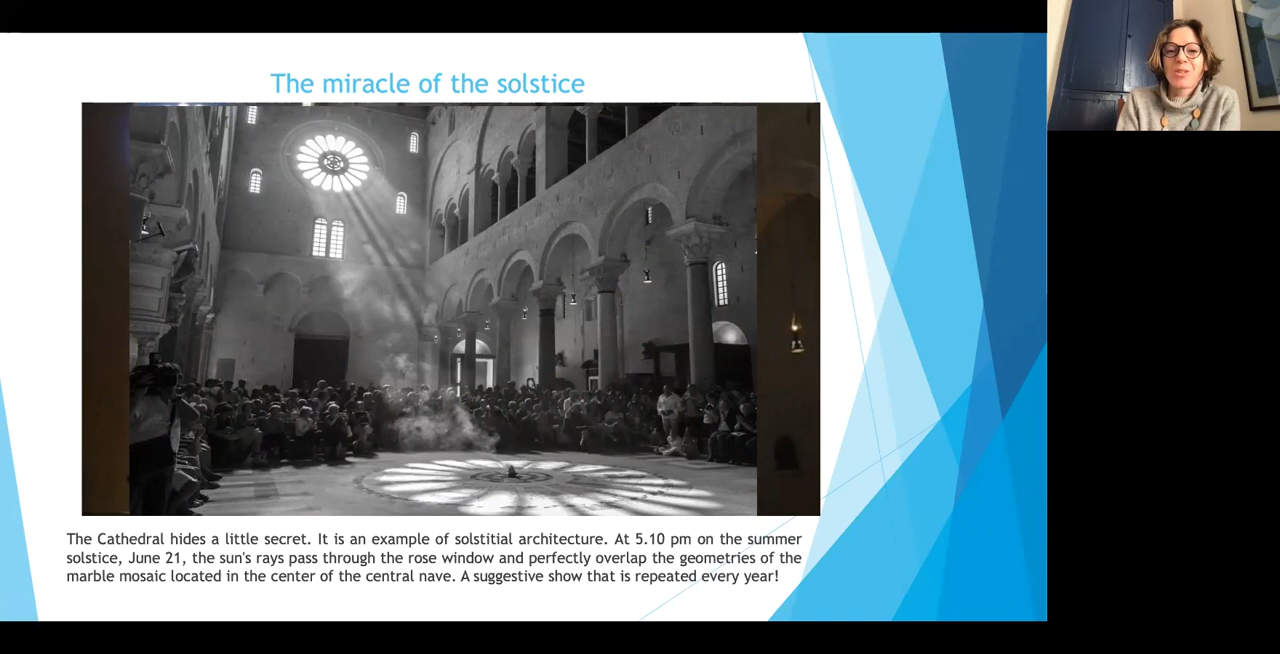 The miracle of the solstice
The Cathedral hides a little secret. It is an example of solstitial architecture. At 5.10 pm on the summer
solstice, June 21, the sun's rays pass through the rose window and perfectly overlap the geometries of the
marble mosaic located in the center of the central nave. A suggestive show that is repeated every year!